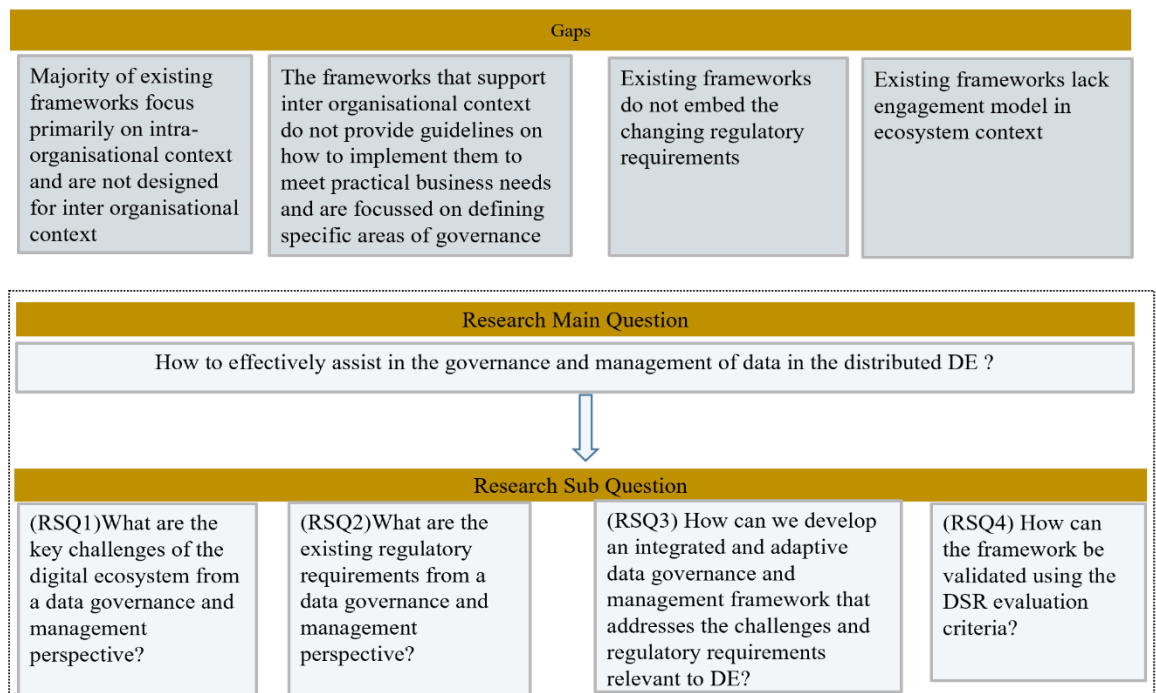 Gaps
Majority of existing
frameworks focus
primarily on intra-
organisational context
and are not designed
for inter organisational
context
The frameworks that support
inter organisational context
do not provide guidelines on
how to implement them to
meet practical business needs
and are focussed on defining
specific areas of governance
Existing frameworks
do not embed the
changing regulatory
requirements
Existing frameworks lack
engagement model in
ecosystem context
Research Main Question
How to effectively assist in the governance and management of data in the distributed DE ?
Research Sub Question
(RSQ1)What are the
key challenges of the
digital ecosystem from
a data governance and
management
perspective?
(RSQ2)What are the
existing regulatory
requirements from a
data governance and
management
perspective?
(RSQ3) How can we develop
an integrated and adaptive
data governance and
management framework that
addresses the challenges and
regulatory requirements
relevant to DE?
(RSQ4) How can
the framework be
validated using the
DSR evaluation
criteria?